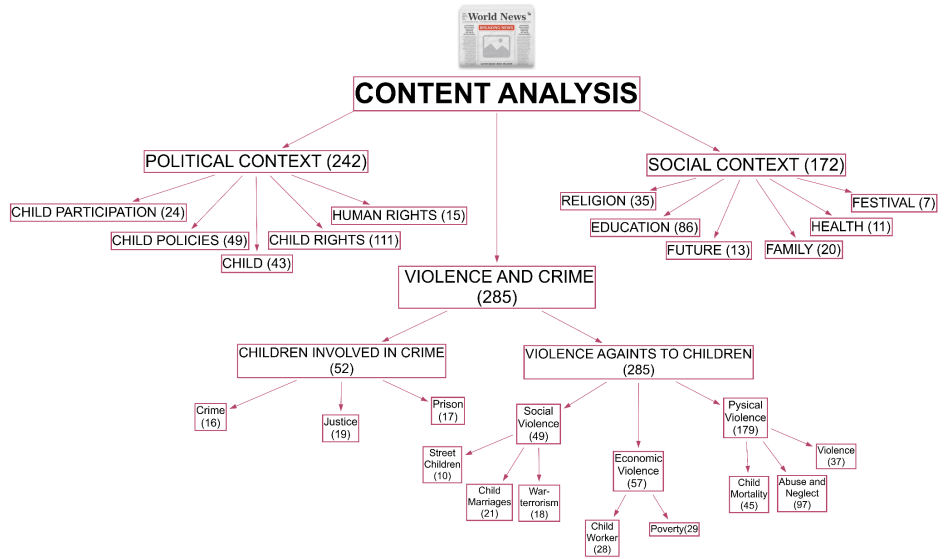 World News
BREAKING NEWS
CONTENT ANALYSIS
POLITICAL CONTEXT (242)
SOCIAL CONTEXT (172)
CHILD PARTICIPATION (24)
CHILD POLICIES (49)
CHILD (43)
CHILD RIGHTS (111)
HUMAN RIGHTS (15)
RELIGION (35)
EDUCATION (86)
FUTURE (13)
FAMILY (20)
HEALTH (11)
FESTIVAL (7)
VIOLENCE AND CRIME
(285)
CHILDREN INVOLVED IN CRIME
(52)
VIOLENCE AGAINTS TO CHILDREN
(285)
Crime
(16)
Justice
(19)
Prison
(17)
Social
Violence
(49)
Street
Children
(10)
Child
Marriages
(21)
War-
terrorism
(18)
Economic
Violence
(57)
Child
Worker
(28)
Poverty(29
Pysical
Violence
(179)
Child
Mortality
(45)
Abuse and
Neglect
(97)
Violence
(37)